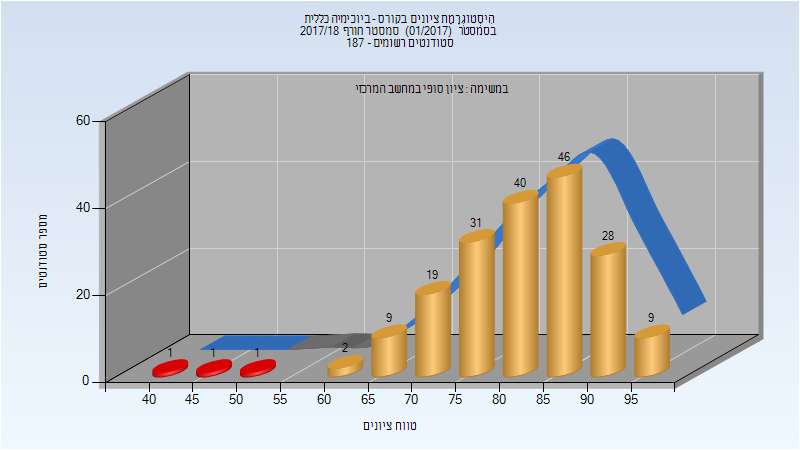 היסטוגרמת ציונים בקורס - ביוכימיה כללית
בסמסטר (01/2017) סמסטר חורף 2017/18
סטודנטים רשומים - 187
במשימה : ציון סופי במחשב המרכזי
מספר סטודנטים
60
40
20
0
1
1
1
2
9
19
31
40
46
28
9
40 45 50 55 60 65 70 75 80 85 90 95
טווח ציונים